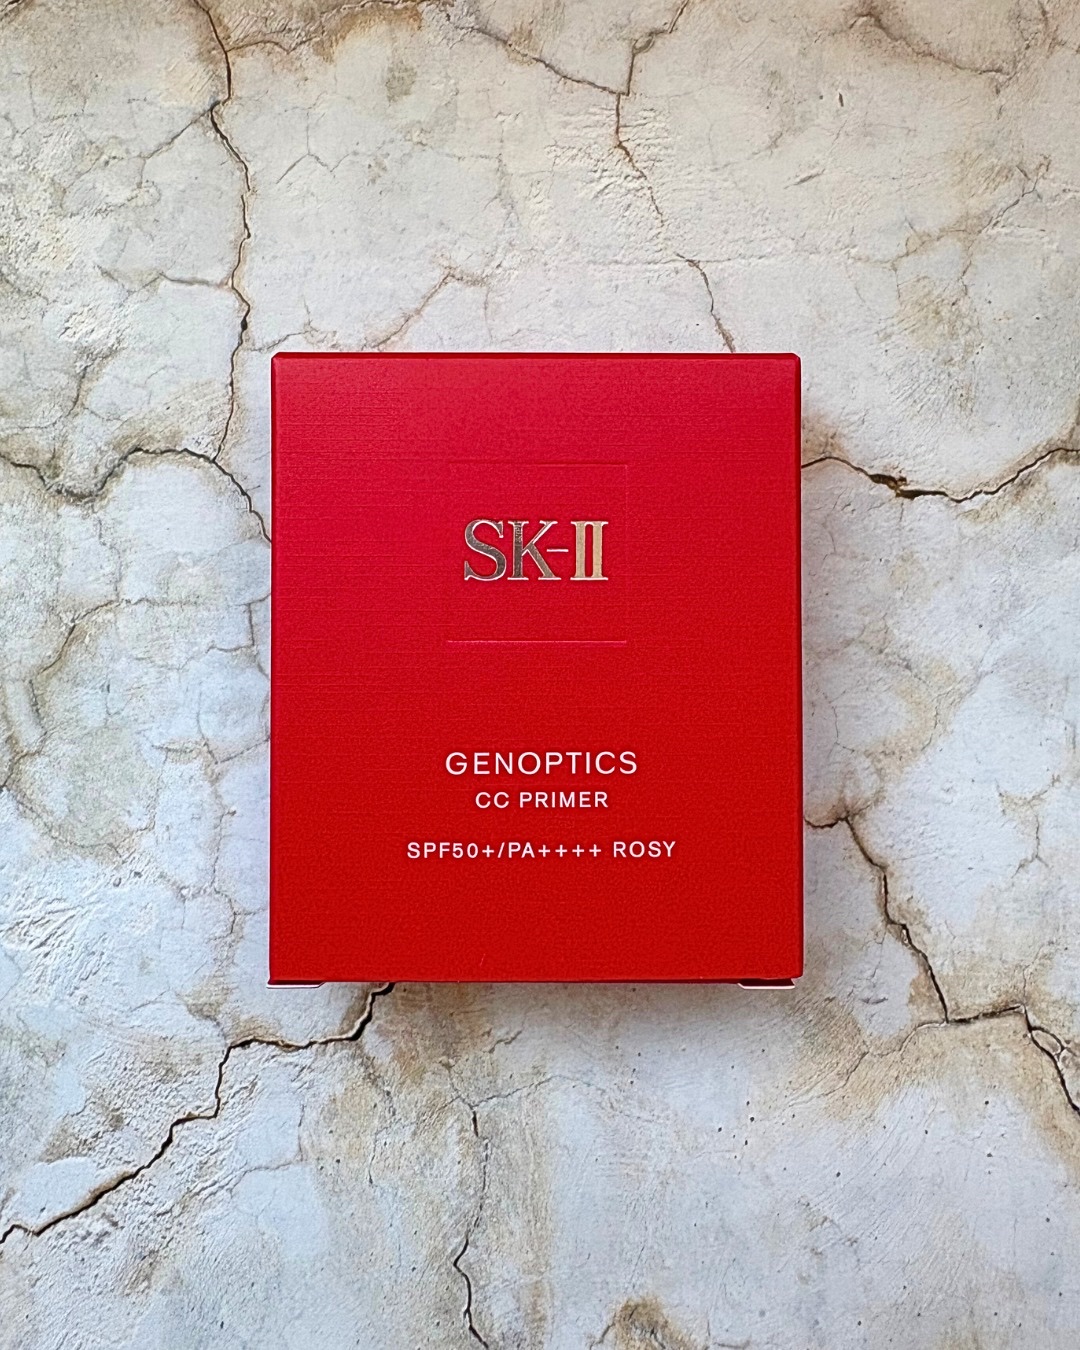 SK-II
GENOPTICS
CC PRIMER
SPF50+/PA++++ ROSY